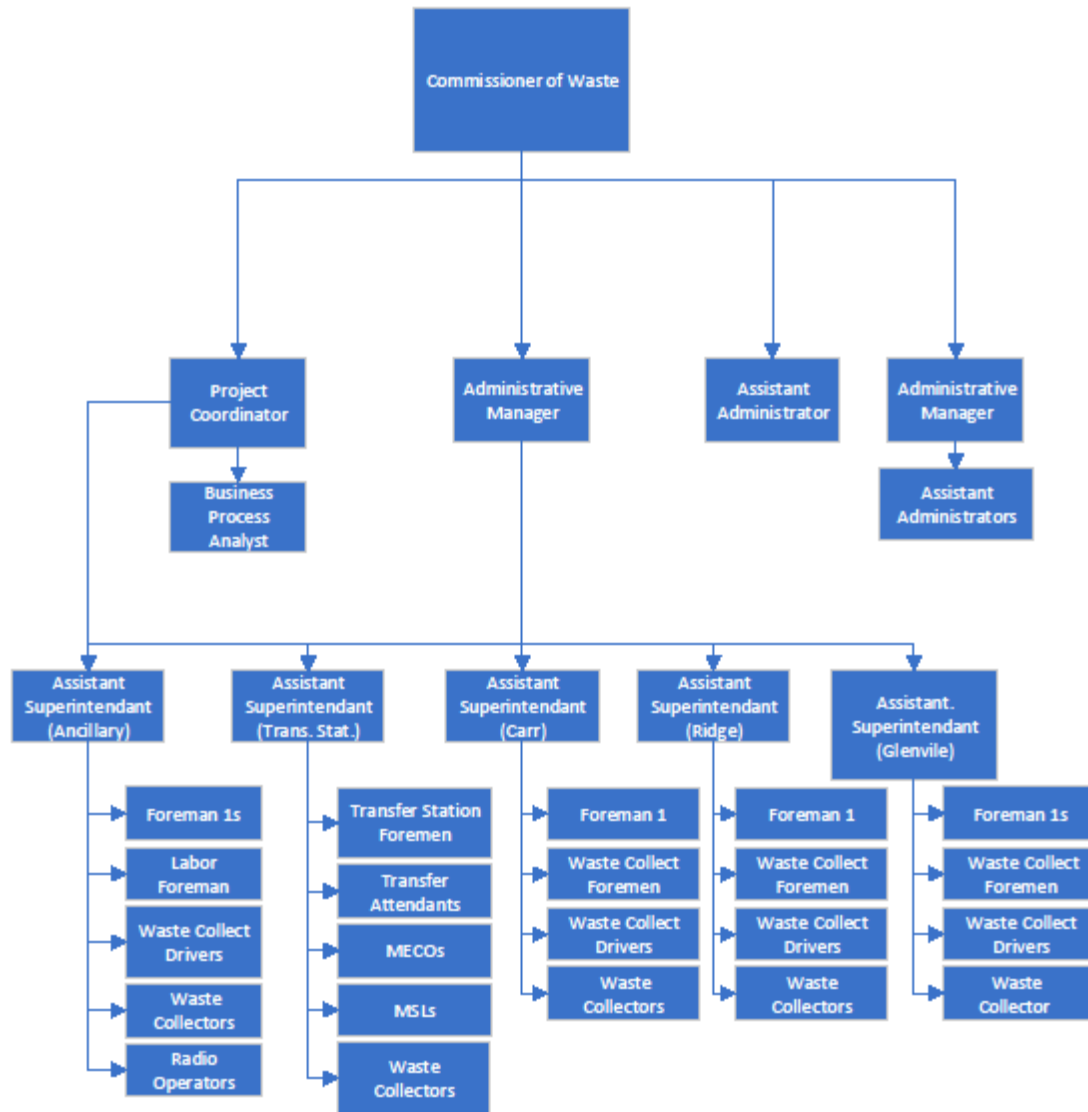 Commissioner of Waste
Project
Coordinator
Administrative
Manager
Assistant
Administrator
Administrative
Manager
Business
Process
Analyst
Assistant
Administrators
Assistant
Superintendant
(Ancillary)
Assistant
Superintendant
(Trans. Stat.)
Assistant
Superintendant
(Carr)
Assistant
Superintendant
(Ridge)
Assistant.
Superintendant
(Glenvile)
Foreman 1s
Labor
Foreman
Waste Collect
Drivers
Waste
Collectors
Radio
Operators
Transfer Station
Foremen
Transfer
Attendants
MECOs
MSLs
Waste
Collectors
Foreman 1
Waste Collect
Foremen
Waste Collect
Drivers
Waste
Collectors
Foreman 1
Waste Collect
Foremen
Waste Collect
Drivers
Waste
Collectors
Foreman 1s
Waste Collect
Foremen
Waste Collect
Drivers
Waste
Collector